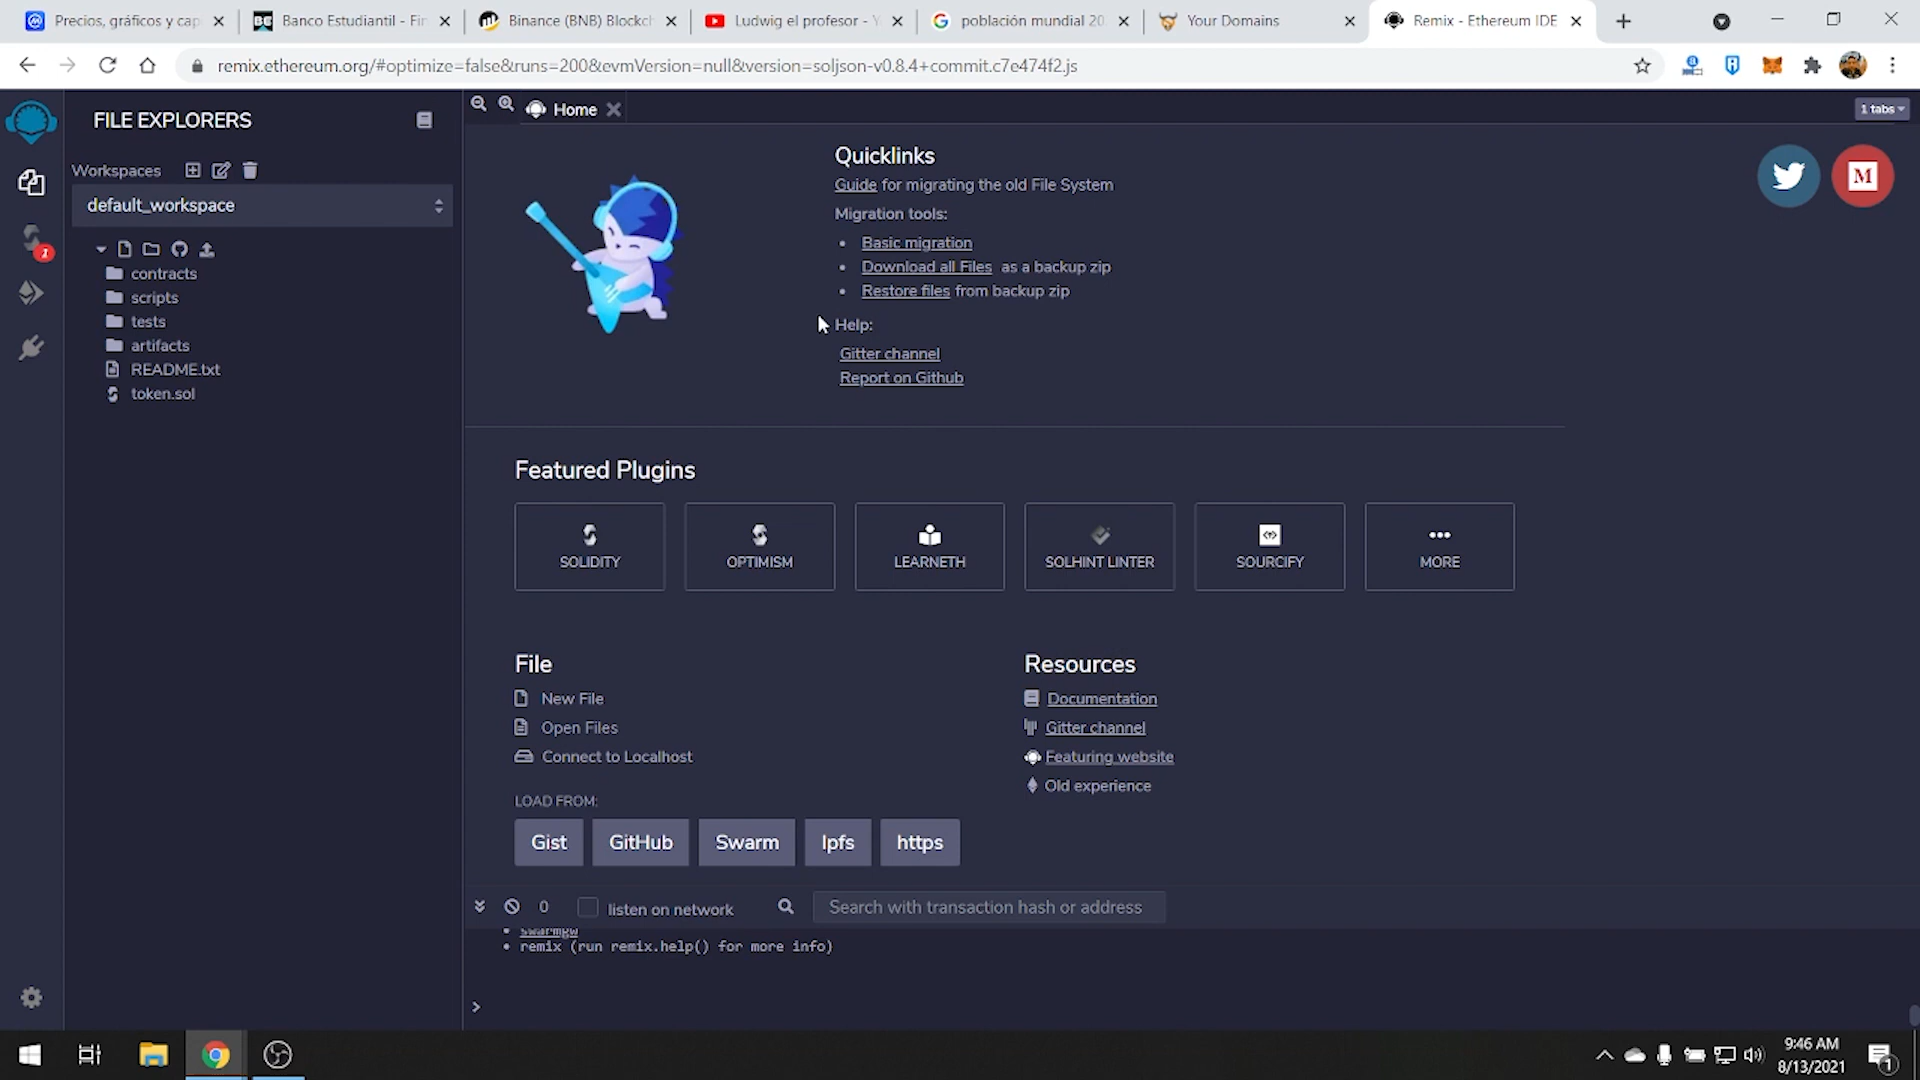 Precios, gráficos y cap
Banco Estudiantil - Fin
Binance (BNB) Blockch
Ludwig el profesor - Y
población mundial 20
Your Domains
Remix - Ethereum IDE
remix.ethereum.org/#optimize=false&runs=200&evmVersion=null&version=soljson-v0.8.4+commit.c7e474f2.js
FILE EXPLORERS
Home
1 tabs
Workspaces
default_workspace
1
contracts
scripts
tests
artifacts
README.txt
token.sol
Quicklinks
Guide for migrating the old File System
Migration tools:
• Basic migration
• Download all Files as a backup zip
• Restore files from backup zip
Help:
Gitter channel
Report on Github
M
Featured Plugins
SOLIDITY
OPTIMISM
LEARNETH
SOLHINT LINTER
SOURCIFY
MORE
File
New File
Open Files
Connect to Localhost
LOAD FROM:
Gist
GitHub
Swarm
Ipfs
https
Resources
Documentation
Gitter channel
Featuring website
Old experience
0
listen on network
Search with transaction hash or address
• swarmgw
• remix (run remix.help() for more info)
>
9:46 AM
8/13/2021
1